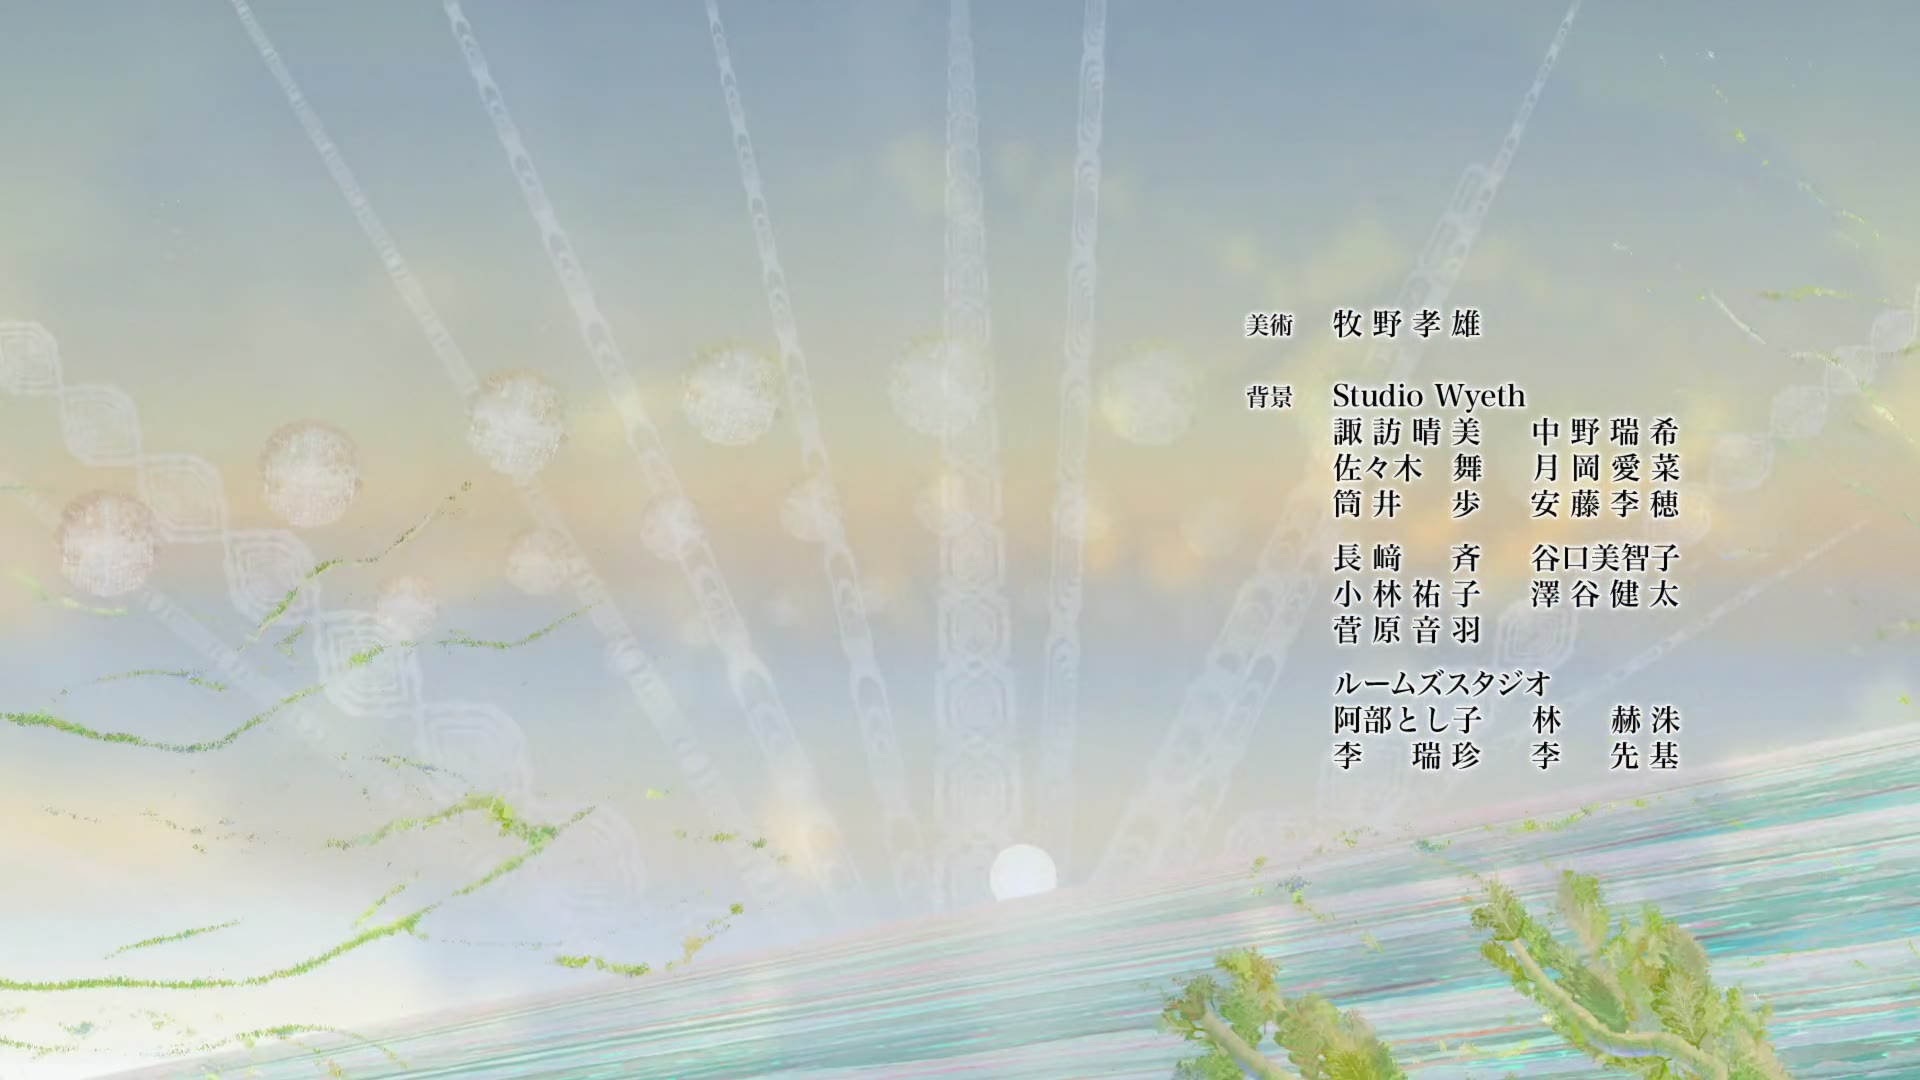 美術 牧野孝雄
背景 Studio Wyeth
諏訪晴美 中野瑞希
佐々木 舞 月岡愛菜
筒井 歩 安藤李穂
長﨑 斉 谷口美智子
小林祐子 澤谷健太
菅原音羽
ルームズスタジオ
阿部とし子 林 赫洙
李 瑞珍 李 先基